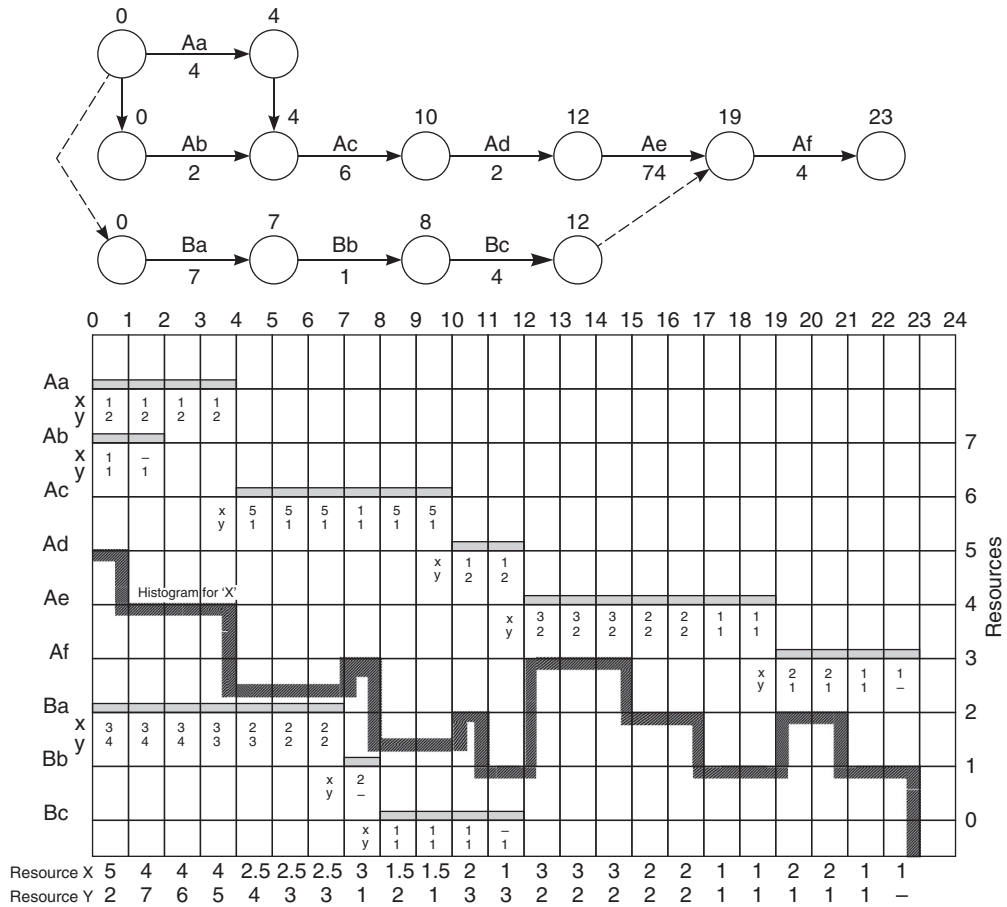 0 4
Aa
4
0 4 10 12 19 23
Ab Ac Ad Ae Af
2 6 2 74 4
0 7 8 12
Ba Bb Bc
7 1 4
0 1 2 3 4 5 6 7 8 9 10 11 12 13 14 15 16 17 18 19 20 21 22 23 24
Aa
x 1 1 1 1
y 2 2 2 2
Ab 7
x 1 –
y 1 1
Ac 6
x 5 5 5 1 5 5
y 1 1 1 1 1 1
Ad 5
x 1 1
y 2 2
Histogram for 'X'
Ae 4
x 3 3 3 2 2 1 1
y 2 2 2 2 2 1 1
Resources
Af 3
x 2 2 1 1
y 1 1 1 –
Ba 2
x 3 3 3 3 2 2 2
y 4 4 4 3 3 2 2
Bb 1
x 2
y –
Bc 0
x 1 1 1 –
y 1 1 1 1
Resource X 5 4 4 4 2.5 2.5 2.5 3 1.5 1.5 2 1 3 3 3 2 2 1 1 2 2 1 1
Resource Y 2 7 6 5 4 3 3 1 2 1 3 3 2 2 2 2 2 1 1 1 1 1 –